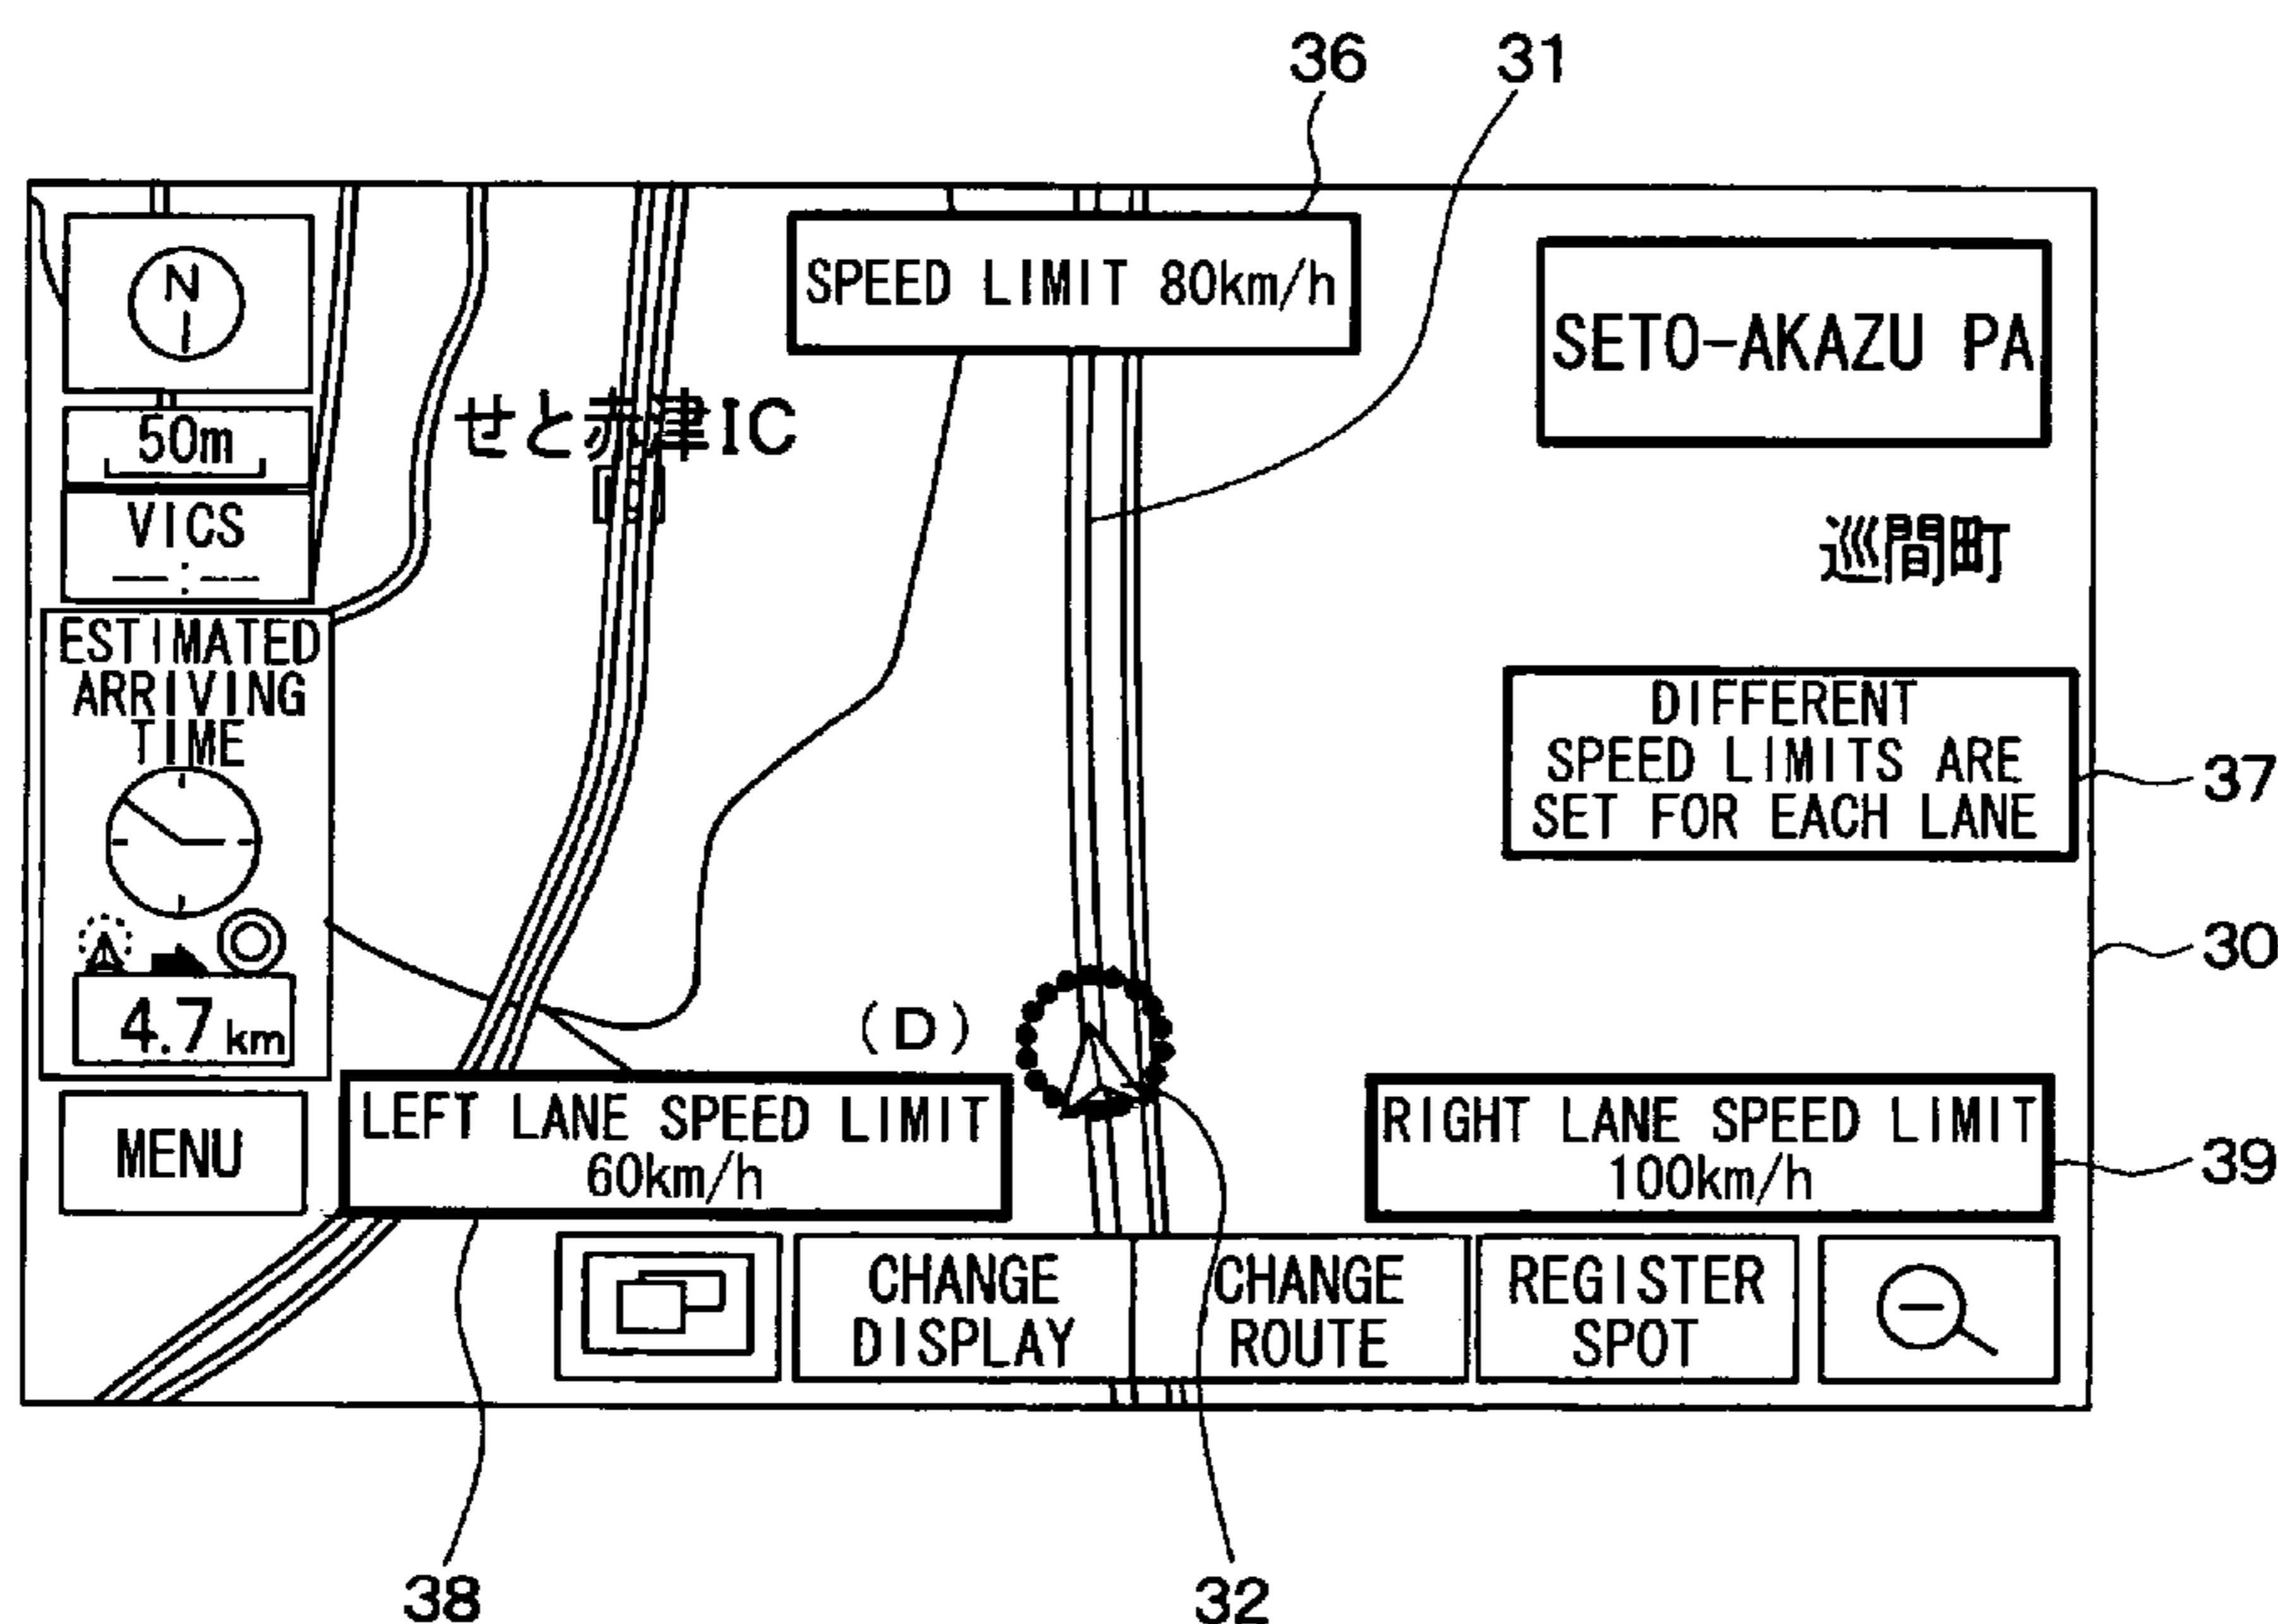 36
31
N
SPEED LIMIT 80km/h
SETO-AKAZU PA
50m
せと赤津IC
VICS
--:--
巡間町
ESTIMATED
ARRIVING
TIME
DIFFERENT
SPEED LIMITS ARE
SET FOR EACH LANE
37
30
4.7 km
(D)
LEFT LANE SPEED LIMIT
60km/h
RIGHT LANE SPEED LIMIT
100km/h
39
MENU
CHANGE
DISPLAY
CHANGE
ROUTE
REGISTER
SPOT
38
32